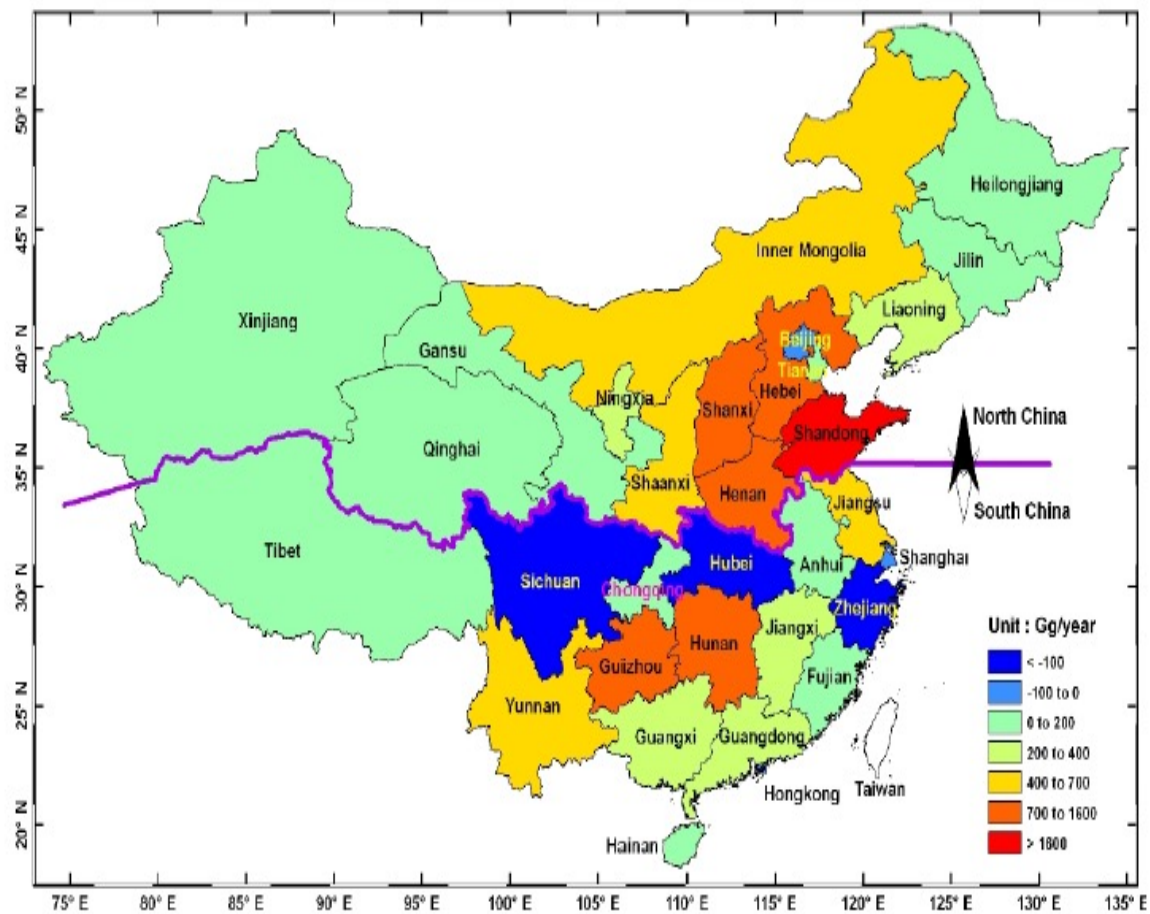 50° N
45° N
40° N
35° N
30° N
25° N
20° N
Heilongjiang
Inner Mongolia
Jilin
Xinjiang
Liaoning
Gansu
Beijing
Tianjin
Ningxia
Hebei
Shanxi
North China
Shandong
Qinghai
Shaanxi
Henan
Jiangsu
South China
Tibet
Shanghai
Hubei
Anhui
Sichuan
Chongqing
Zhejiang
Jiangxi
Unit : Gg/year
Hunan
Guizhou
< -100
Fujian
-100 to 0
Yunnan
0 to 200
Guangxi
Guangdong
200 to 400
400 to 700
Hongkong
Taiwan
700 to 1600
Hainan
> 1600
75° E 80° E 85° E 90° E 95° E 100° E 105° E 110° E 115° E 120° E 125° E 130° E 135° E